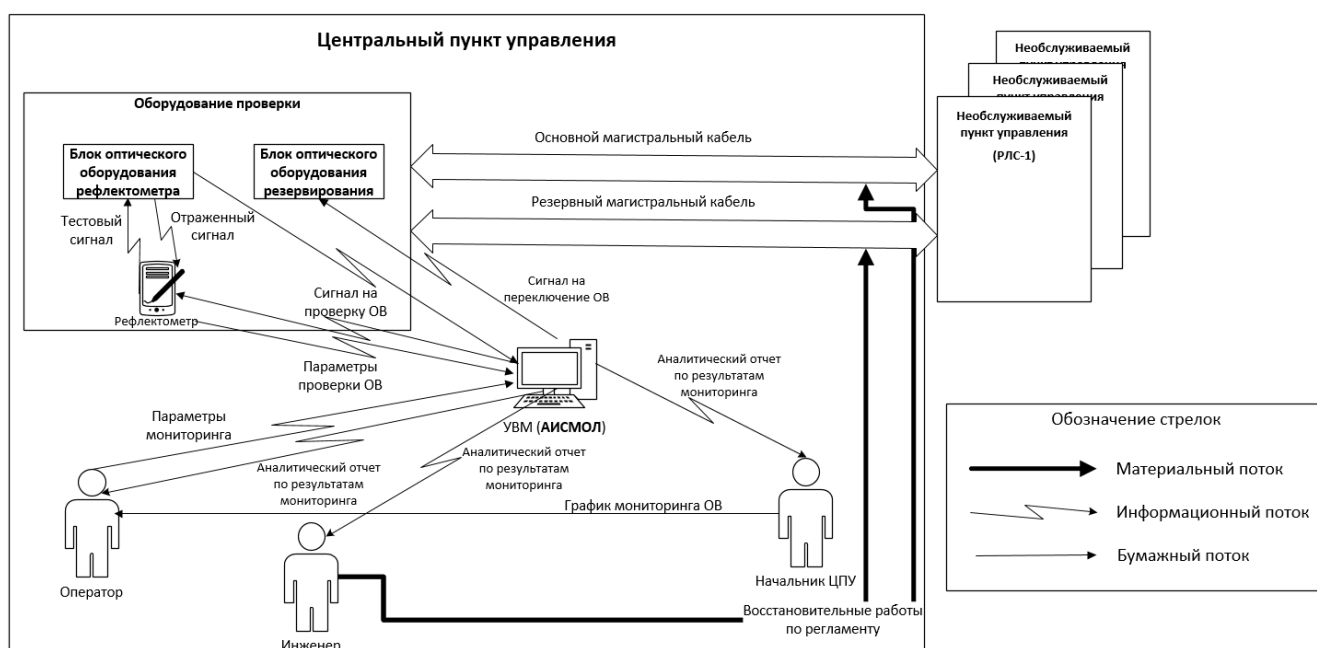 Центральный пункт управления
Необслуживаемый
пункт управления
Необслуживаемый
пункт управления
Необслуживаемый
пункт управления
(РЛС-1)
Оборудование проверки
Блок оптического
оборудования
рефлектометра
Блок оптического
оборудования
резервирования
Основной магистральный кабель
Резервный магистральный кабель
Тестовый
сигнал
Отраженный
сигнал
Рефлектометр
Сигнал на
проверку ОВ
Сигнал на
переключение ОВ
Параметры
проверки ОВ
Аналитический отчет
по результатам
мониторинга
УВМ (АИСМОЛ)
Параметры
мониторинга
Аналитический отчет
по результатам
мониторинга
Аналитический отчет
по результатам
мониторинга
График мониторинга ОВ
Оператор
Инженер
Начальник ЦПУ
Восстановительные работы
по регламенту
Обозначение стрелок
Материальный поток
Информационный поток
Бумажный поток